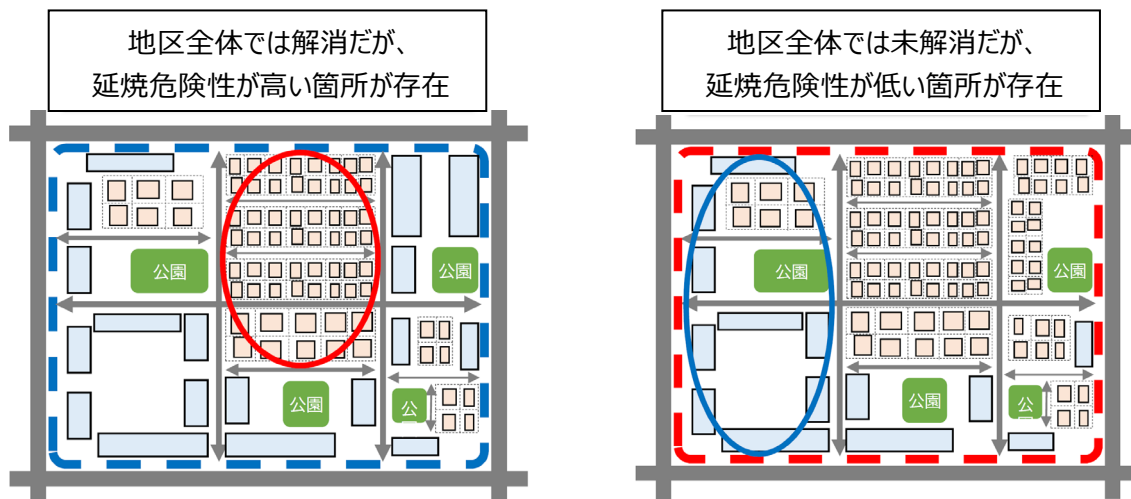 地区全体では解消だが、
延焼危険性が高い箇所が存在
公園
公園
公園
公
地区全体では未解消だが、
延焼危険性が低い箇所が存在
公園
公園
公園
公